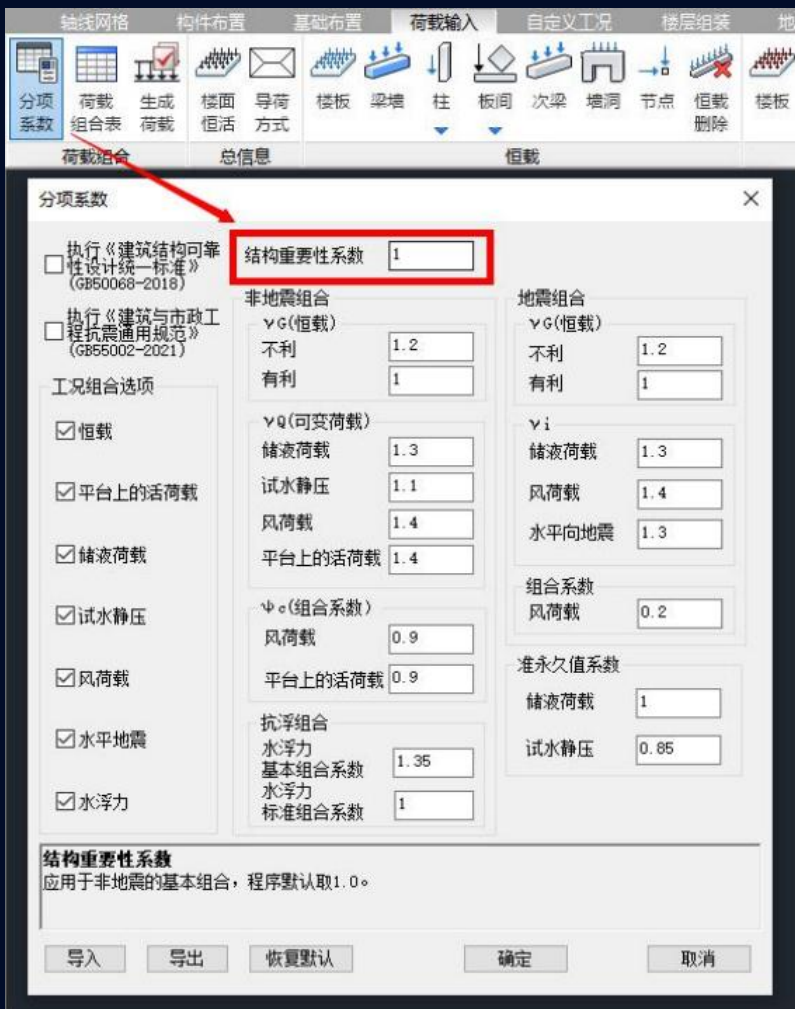 轴线网格 构件布置 基础布置 荷载输入 自定义工况 楼层组装 地
分项系数 荷载组合表 生成荷载 楼面恒活 导荷方式 楼板 梁墙 柱 板间 次梁 墙洞 节点 恒载删除 楼板
荷载组合 总信息 恒载
分项系数
执行《建筑结构可靠
性设计统一标准》
(GB50068-2018)
执行《建筑与市政工
程抗震通用规范》
(GB55002-2021)
工况组合选项
恒载
平台上的活荷载
储液荷载
试水静压
风荷载
水平地震
水浮力
结构重要性系数 1
非地震组合
γG(恒载)
不利 1.2
有利 1
γQ(可变荷载)
储液荷载 1.3
试水静压 1.1
风荷载 1.4
平台上的活荷载 1.4
ψc(组合系数)
风荷载 0.9
平台上的活荷载 0.9
抗浮组合
水浮力
基本组合系数 1.35
水浮力
标准组合系数 1
地震组合
γG(恒载)
不利 1.2
有利 1
γi
储液荷载 1.3
风荷载 1.4
水平向地震 1.3
组合系数
风荷载 0.2
准永久值系数
储液荷载 1
试水静压 0.85
结构重要性系数
应用于非地震的基本组合，程序默认取1.0。
导入 导出 恢复默认 确定 取消